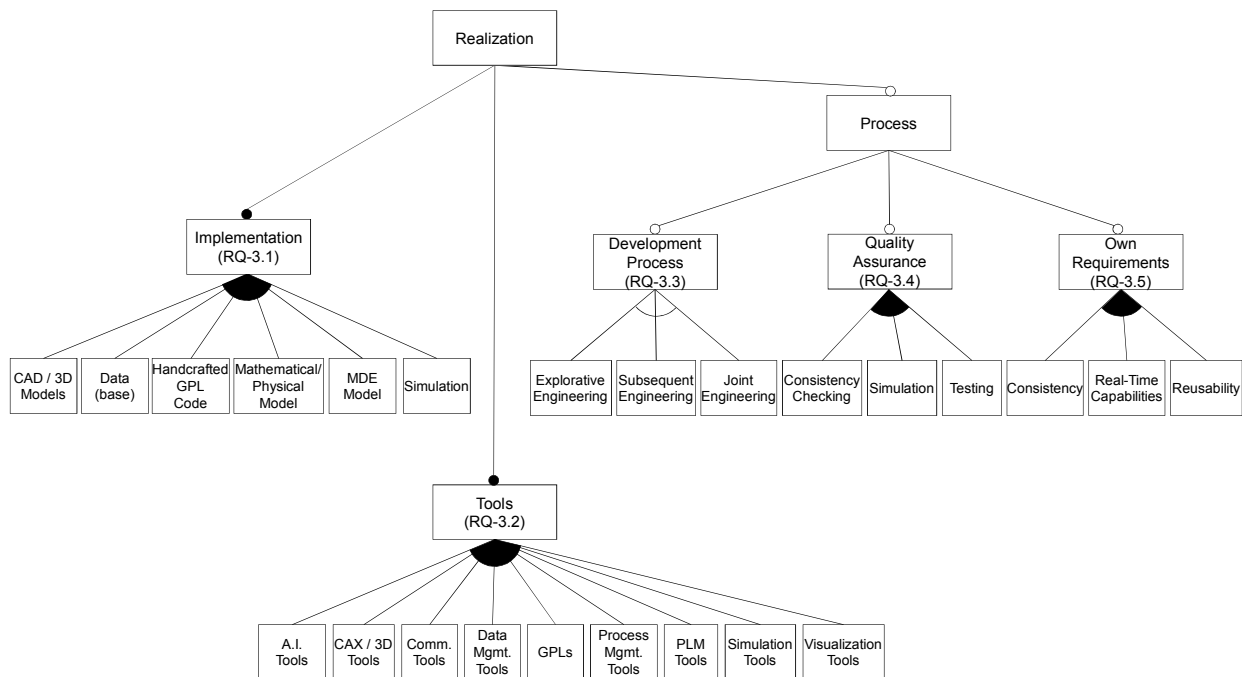 Realization
Process
Implementation
(RQ-3.1)
Development
Process
(RQ-3.3)
Quality
Assurance
(RQ-3.4)
Own
Requirements
(RQ-3.5)
CAD / 3D
Models
Data
(base)
Handcrafted
GPL
Code
Mathematical/
Physical
Model
MDE
Model
Simulation
Explorative
Engineering
Subsequent
Engineering
Joint
Engineering
Consistency
Checking
Simulation
Testing
Consistency
Real-Time
Capabilities
Reusability
Tools
(RQ-3.2)
A.I.
Tools
CAX / 3D
Tools
Comm.
Tools
Data
Mgmt.
Tools
GPLs
Process
Mgmt.
Tools
PLM
Tools
Simulation
Tools
Visualization
Tools